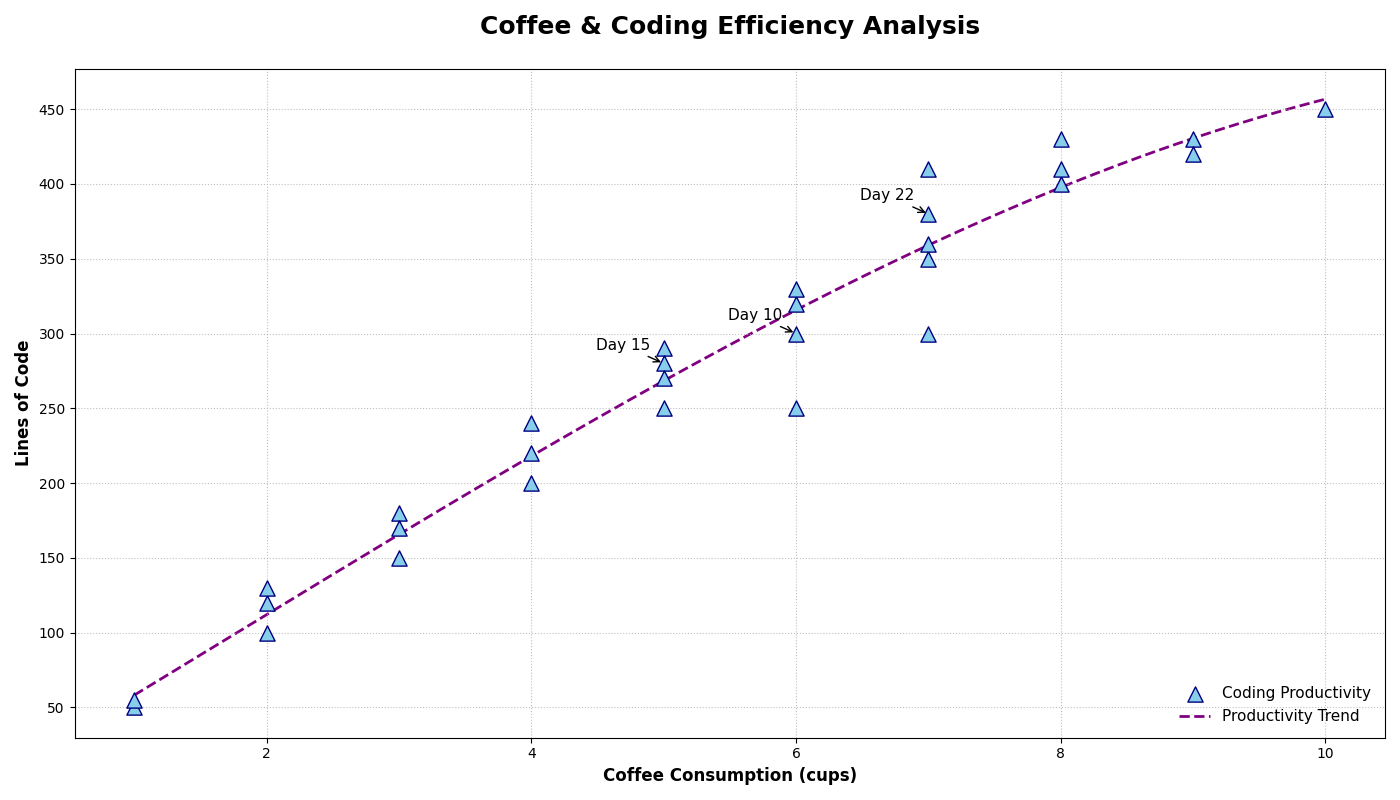 Coffee & Coding Efficiency Analysis
Lines of Code
450
400
350
300
250
200
150
100
50
Day 22
Day 10
Day 15
Coding Productivity
Productivity Trend
2
4
6
8
10
Coffee Consumption (cups)